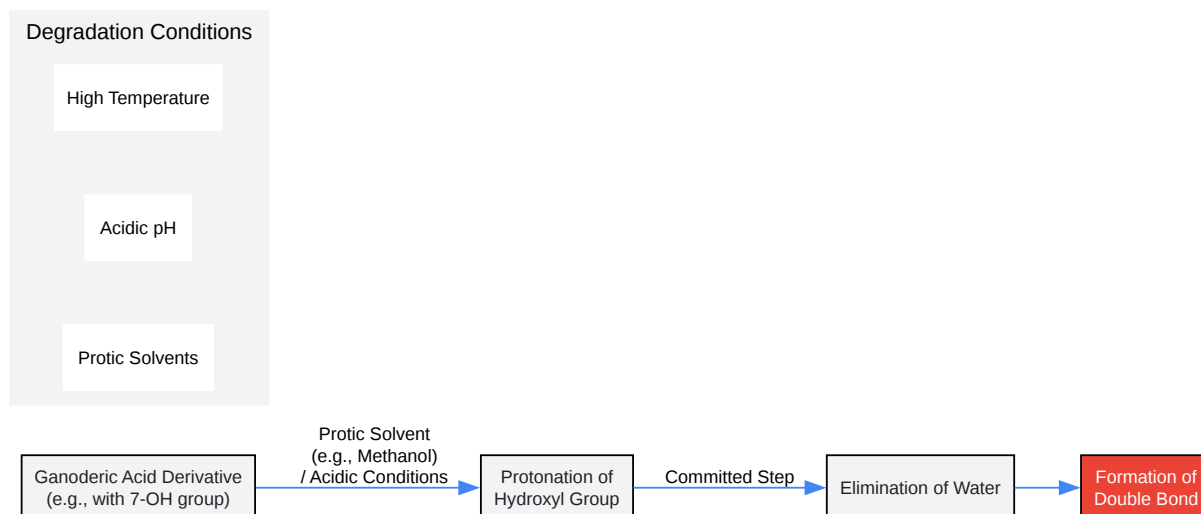 Degradation Conditions
High Temperature
Acidic pH
Protic Solvents
Ganoderic Acid Derivative
(e.g., with 7-OH group)
Protic Solvent
(e.g., Methanol)
/ Acidic Conditions
Protonation of
Hydroxyl Group
Committed Step
Elimination of Water
Formation of
Double Bond